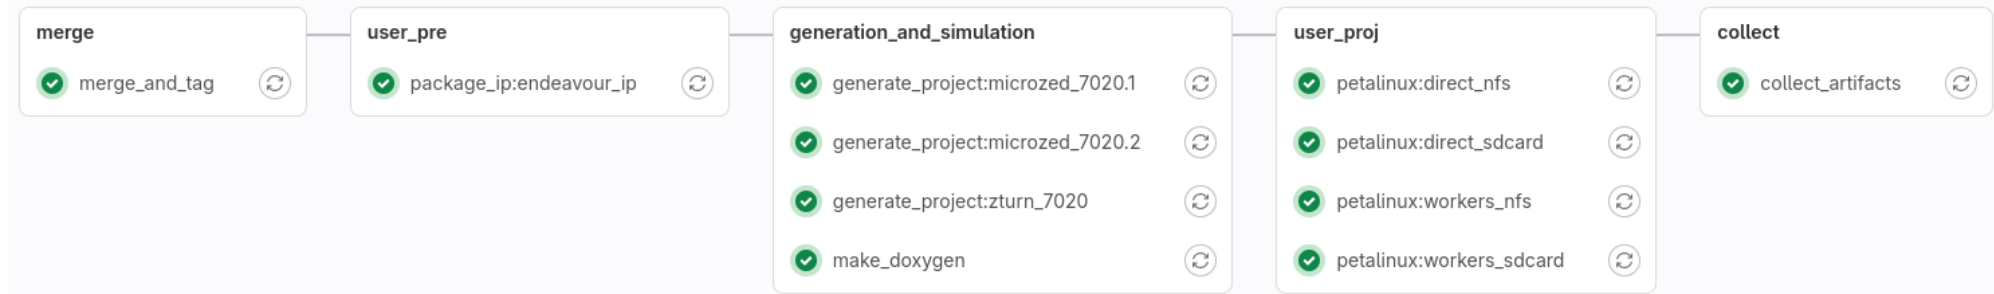 merge
merge_and_tag
user_pre
package_ip:endeavour_ip
generation_and_simulation
generate_project:microzed_7020.1
generate_project:microzed_7020.2
generate_project:zturn_7020
make_doxygen
user_proj
petalinux:direct_nfs
petalinux:direct_sdcard
petalinux:workers_nfs
petalinux:workers_sdcard
collect
collect_artifacts